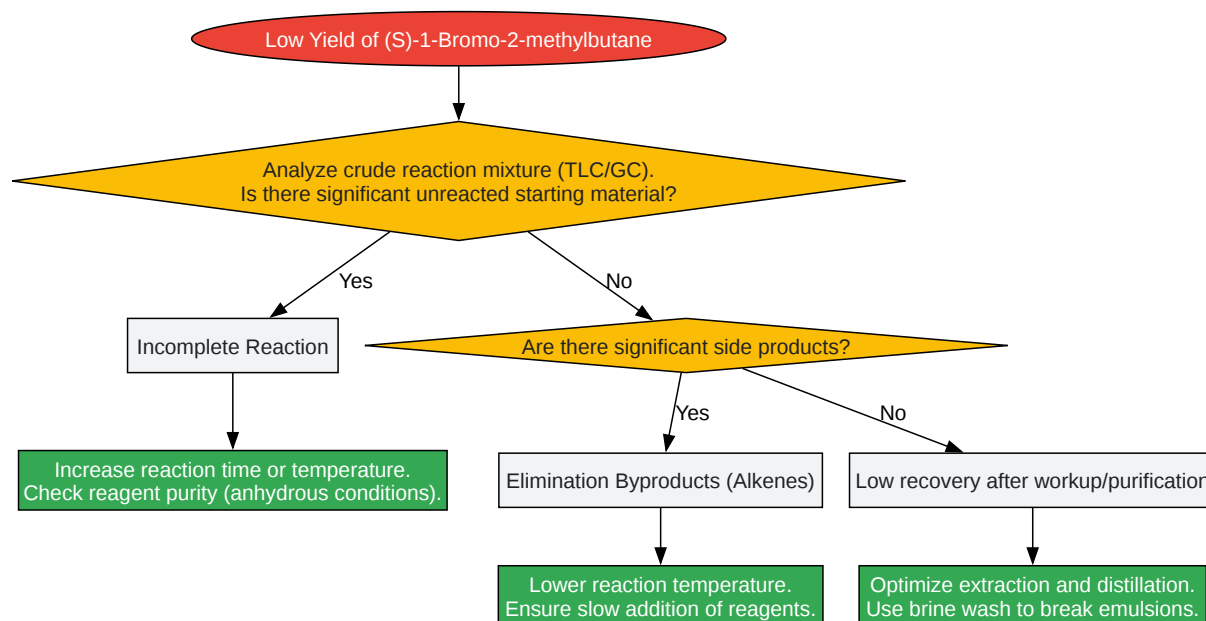 Low Yield of (S)-1-Bromo-2-methylbutane
Analyze crude reaction mixture (TLC/GC).
Is there significant unreacted starting material?
Yes
No
Incomplete Reaction
Are there significant side products?
Increase reaction time or temperature.
Check reagent purity (anhydrous conditions).
Yes
No
Elimination Byproducts (Alkenes)
Low recovery after workup/purification
Lower reaction temperature.
Ensure slow addition of reagents.
Optimize extraction and distillation.
Use brine wash to break emulsions.